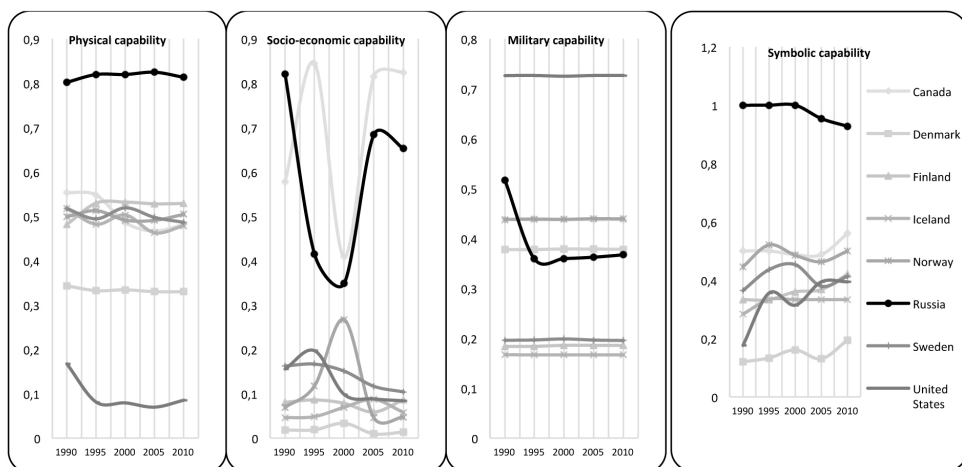 Physical capability
0,9
0,8
0,7
0,6
0,5
0,4
0,3
0,2
0,1
0
1990 1995 2000 2005 2010
Socio-economic capability
0,9
0,8
0,7
0,6
0,5
0,4
0,3
0,2
0,1
0
1990 1995 2000 2005 2010
Military capability
0,8
0,7
0,6
0,5
0,4
0,3
0,2
0,1
0
1990 1995 2000 2005 2010
Symbolic capability
1,2
1
0,8
0,6
0,4
0,2
0
1990 1995 2000 2005 2010
Canada
Denmark
Finland
Iceland
Norway
Russia
Sweden
United
States